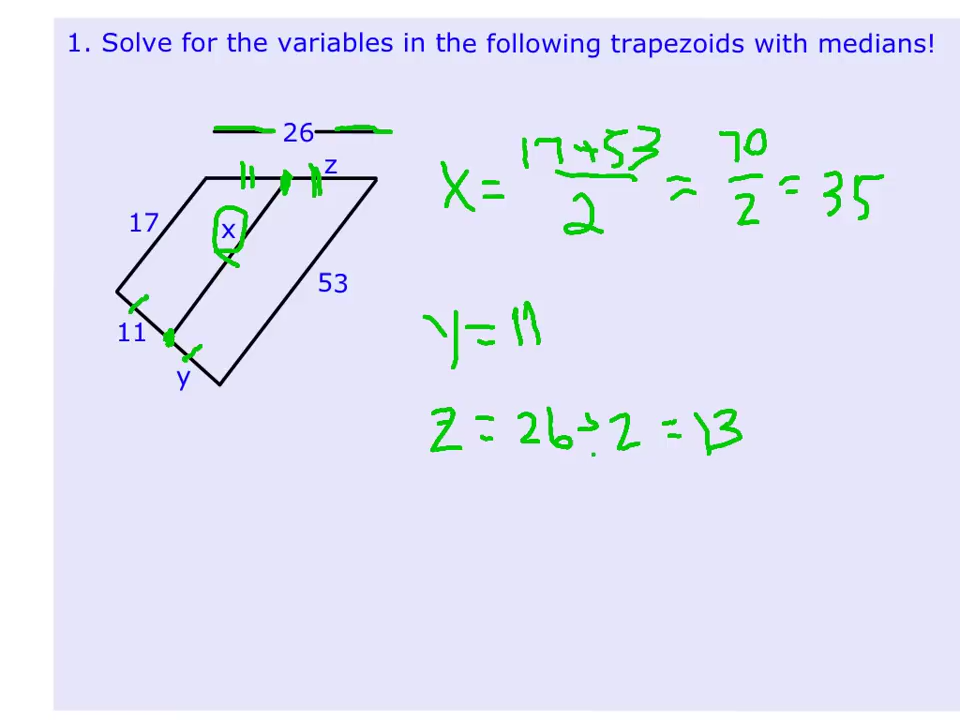 1. Solve for the variables in the following trapezoids with medians!
26
z
17
x
53
11
y
X = 17+53 / 2 = 70 / 2 = 35
Y = 11
Z = 26 ÷ 2 = 13